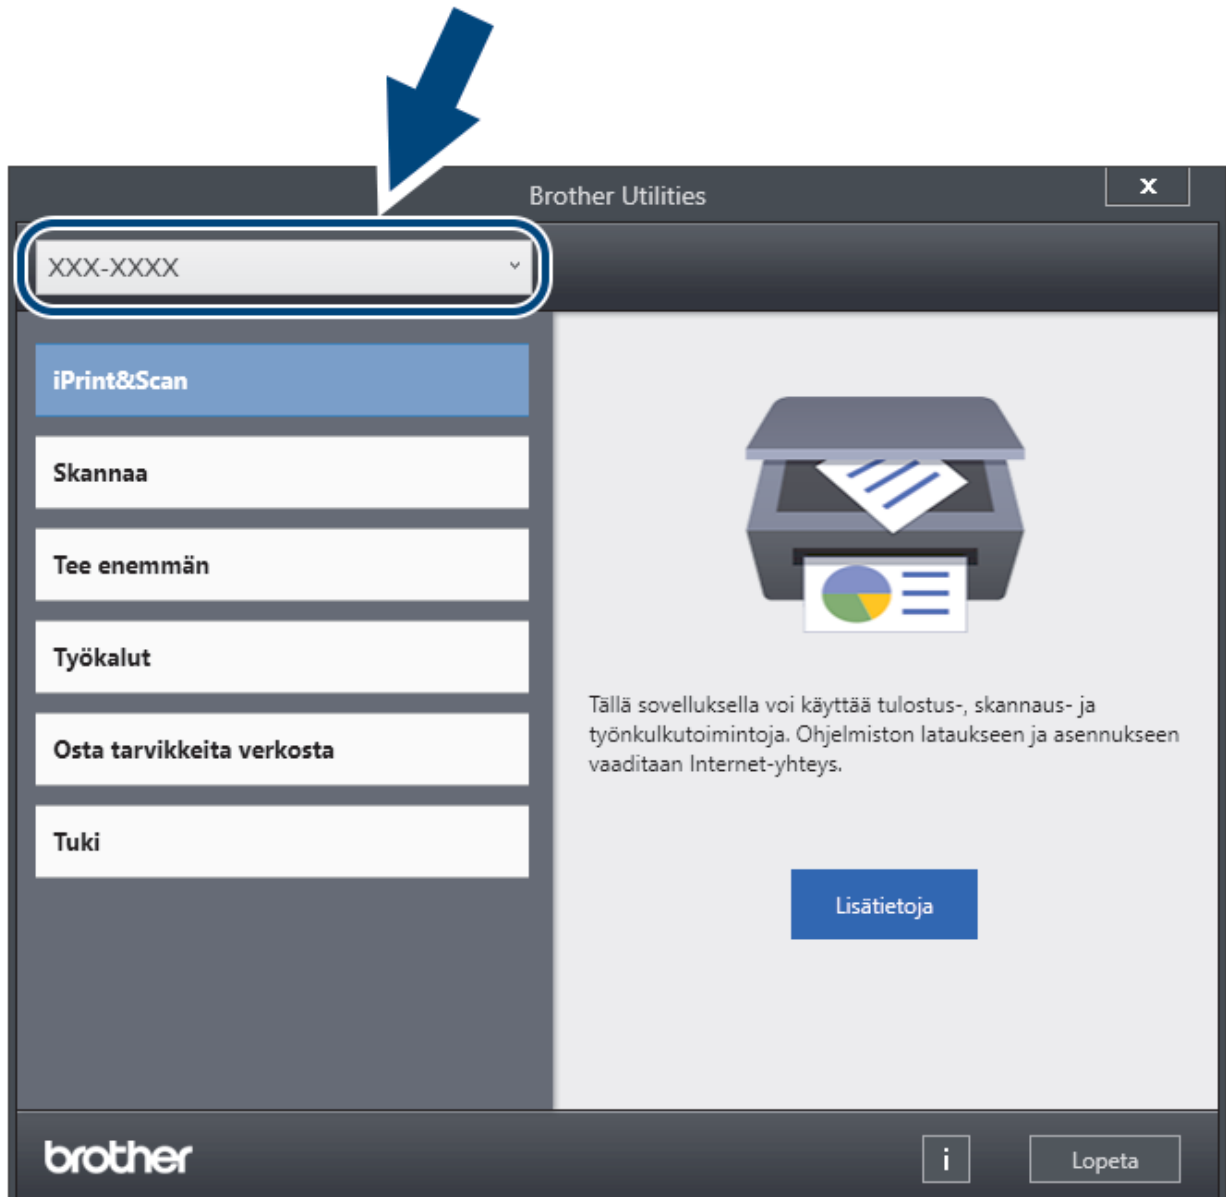 Brother Utilities
x
XXX-XXXX
iPrint&Scan
Skannaa
Tee enemmän
Työkalut
Osta tarvikkeita verkosta
Tuki
Tällä sovelluksella voi käyttää tulostus-, skannaus- ja
työnkulkutoimintoja. Ohjelmiston lataukseen ja asennukseen
vaaditaan Internet-yhteys.
Lisätietoja
brother
i
Lopeta